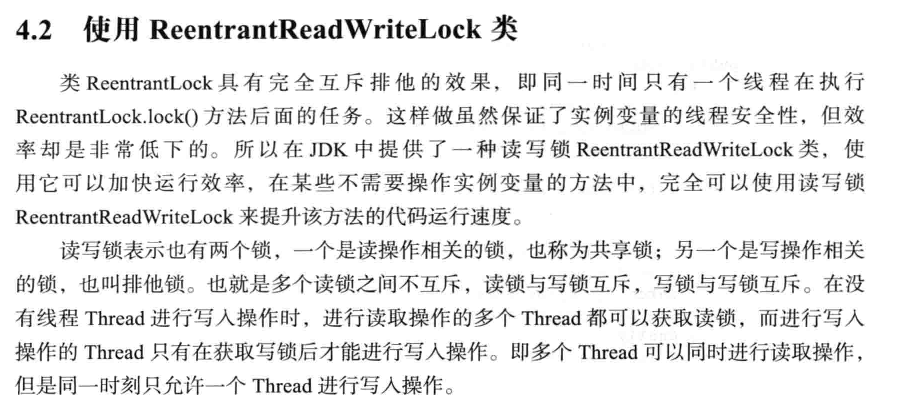 4.2 使用 ReentrantReadWriteLock 类
类 ReentrantLock 具有完全互斥排他的效果，即同一时间只有一个线程在执行
ReentrantLock.lock() 方法后面的任务。这样做虽然保证了实例变量的线程安全性，但效
率却是非常低下的。所以在 JDK 中提供了一种读写锁 ReentrantReadWriteLock 类，使
用它可以加快运行效率，在某些不需要操作实例变量的方法中，完全可以使用读写锁
ReentrantReadWriteLock 来提升该方法的代码运行速度。
读写锁表示也有两个锁，一个是读操作相关的锁，也称为共享锁；另一个是写操作相关
的锁，也叫排他锁。也就是多个读锁之间不互斥，读锁与写锁互斥，写锁与写锁互斥。在没
有线程 Thread 进行写入操作时，进行读取操作的多个 Thread 都可以获取读锁，而进行写入
操作的 Thread 只有在获取写锁后才能进行写入操作。即多个 Thread 可以同时进行读取操作，
但是同一时刻只允许一个 Thread 进行写入操作。